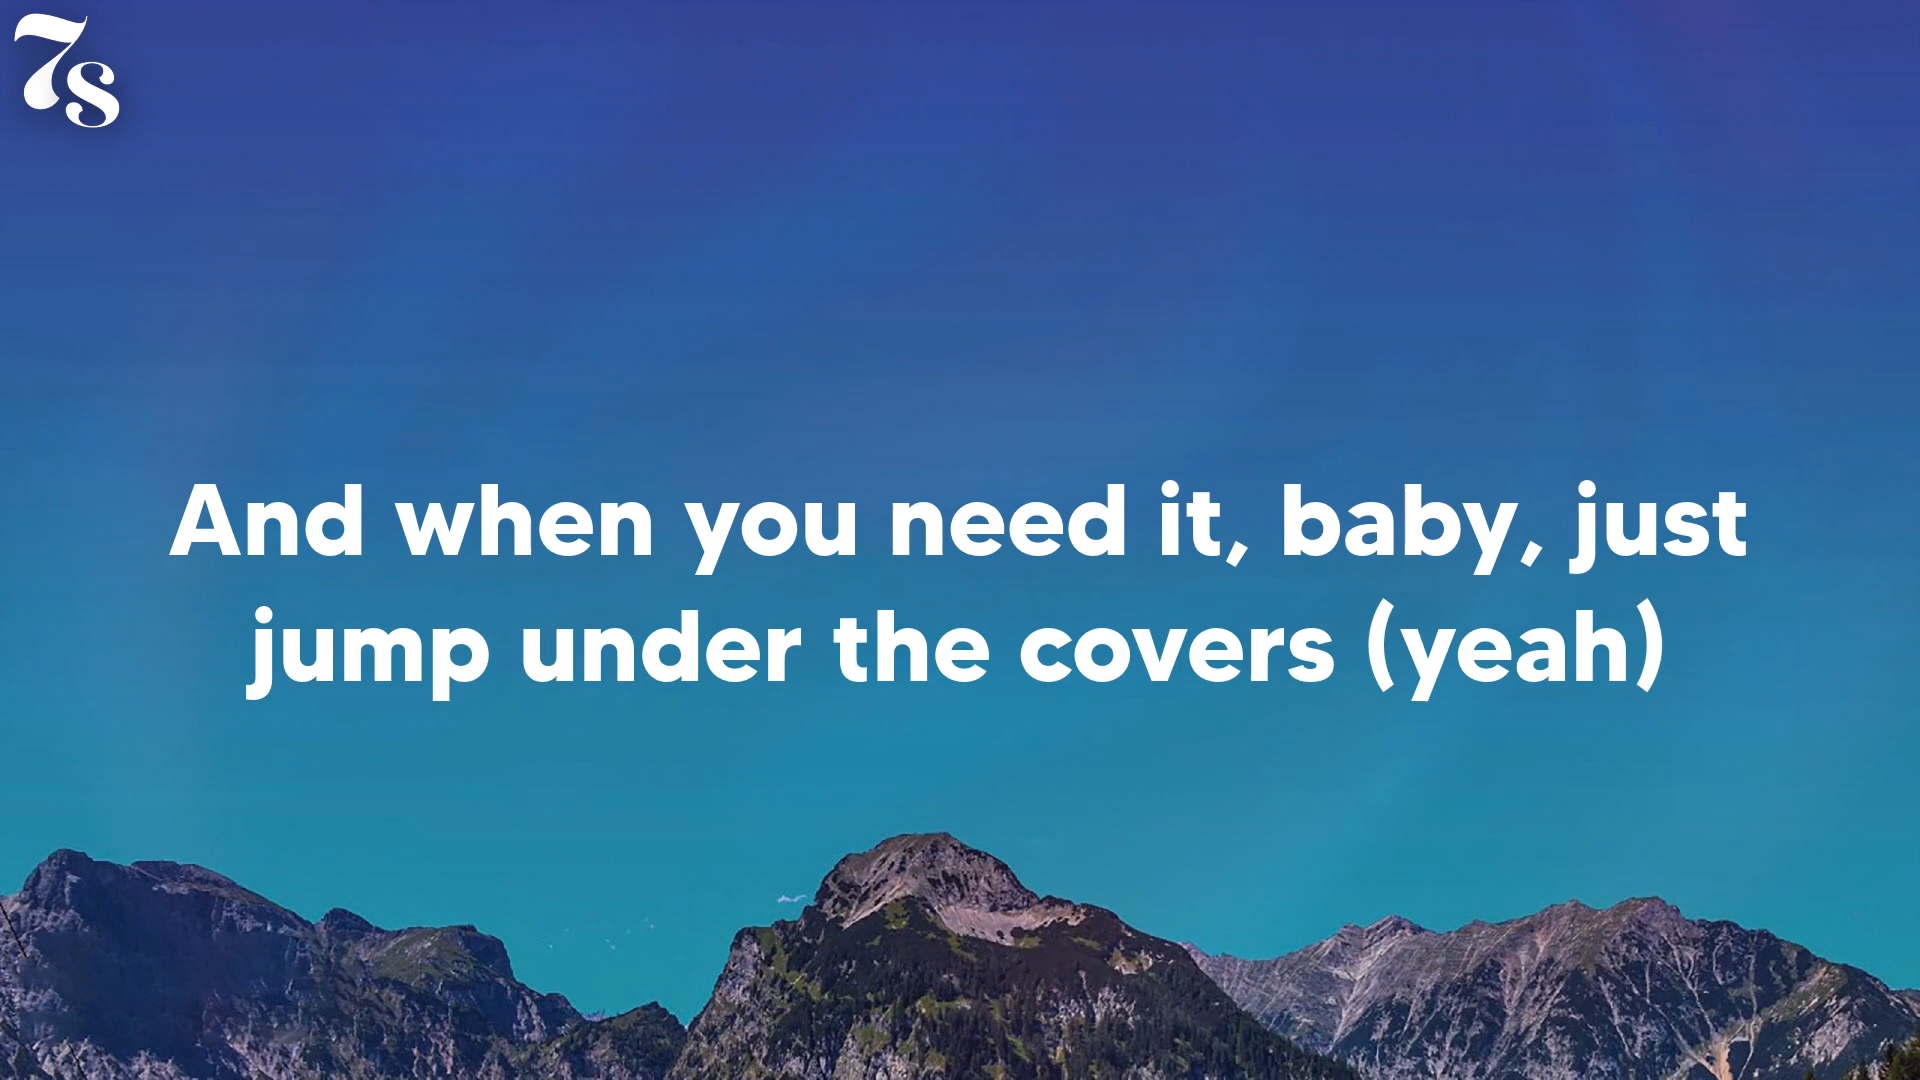 7s
And when you need it, baby, just
jump under the covers (yeah)